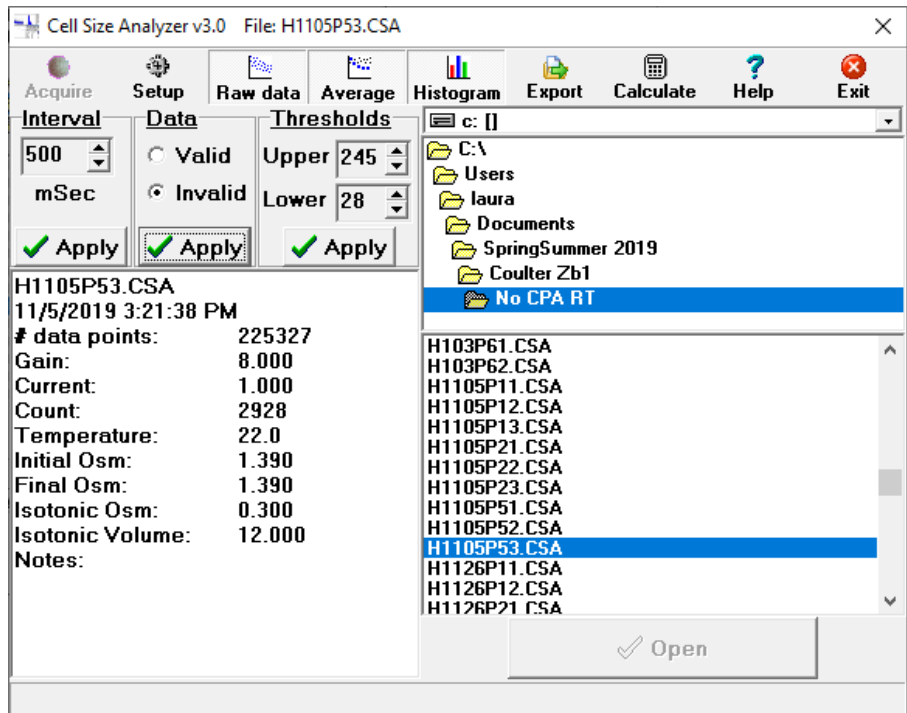 Cell Size Analyzer v3.0 File: H1105P53.CSA
Acquire Setup Raw data Average Histogram Export Calculate Help Exit
Interval Data Thresholds
500
mSec
Valid
Invalid
Upper 245
Lower 28
Apply Apply Apply
c: []
C:\
Users
laura
Documents
SpringSummer 2019
Coulter Zb1
No CPA RT
H1105P53.CSA
11/5/2019 3:21:38 PM
# data points: 225327
Gain: 8.000
Current: 1.000
Count: 2928
Temperature: 22.0
Initial Osm: 1.390
Final Osm: 1.390
Isotonic Osm: 0.300
Isotonic Volume: 12.000
Notes:
H103P61.CSA
H103P62.CSA
H1105P11.CSA
H1105P12.CSA
H1105P13.CSA
H1105P21.CSA
H1105P22.CSA
H1105P23.CSA
H1105P51.CSA
H1105P52.CSA
H1105P53.CSA
H1126P11.CSA
H1126P12.CSA
H1126P21.CSA
Open